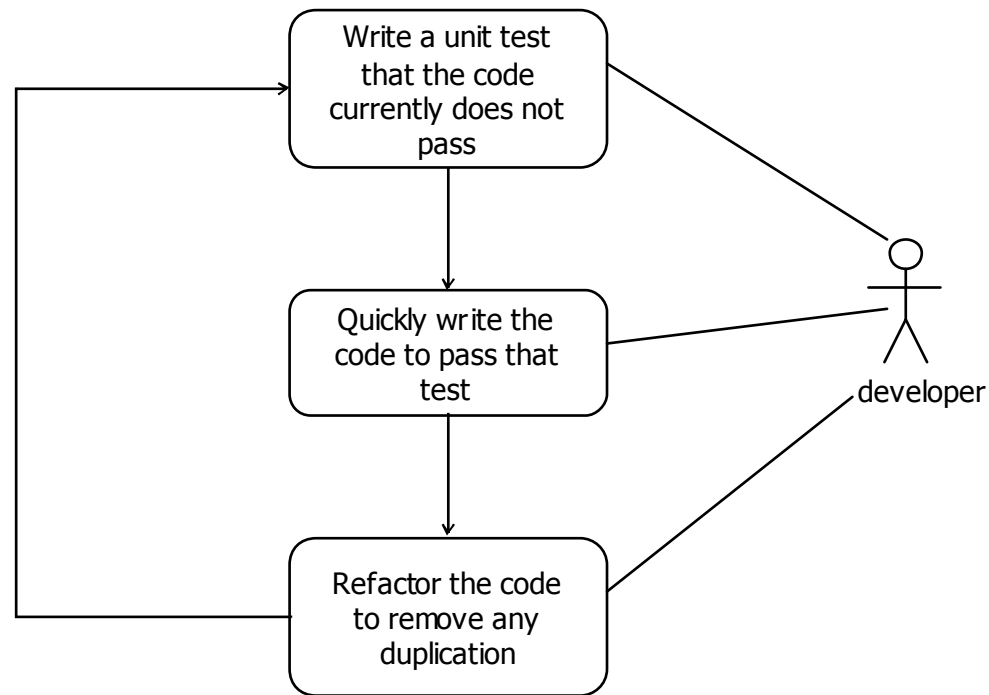 Write a unit test
that the code
currently does not
pass
Quickly write the
code to pass that
test
developer
Refactor the code
to remove any
duplication